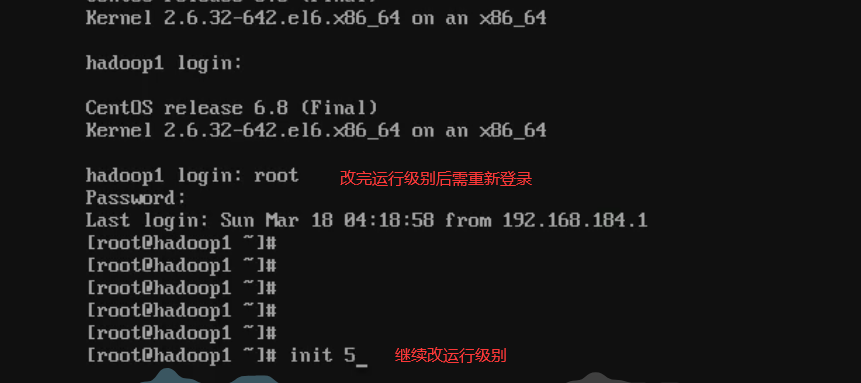 Kernel 2.6.32-642.el6.x86_64 on an x86_64
hadoop1 login:
CentOS release 6.8 (Final)
Kernel 2.6.32-642.el6.x86_64 on an x86_64
hadoop1 login: root 改完运行级别后需重新登录
Password:
Last login: Sun Mar 18 04:18:58 from 192.168.184.1
[root@hadoop1 ~]#
[root@hadoop1 ~]#
[root@hadoop1 ~]#
[root@hadoop1 ~]#
[root@hadoop1 ~]#
[root@hadoop1 ~]# init 5_ 继续改运行级别